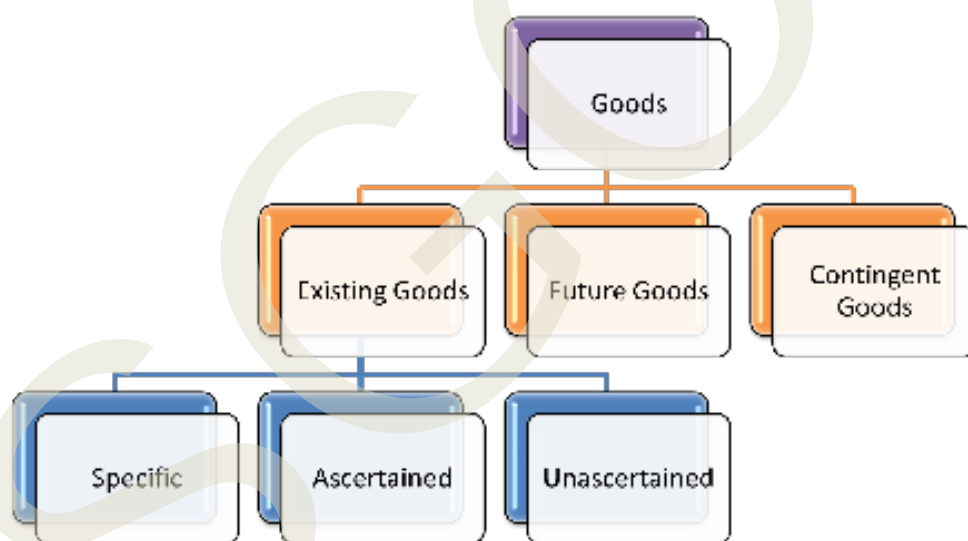 Goods
Existing Goods
Future Goods
Contingent
Goods
Specific
Ascertained
Unascertained